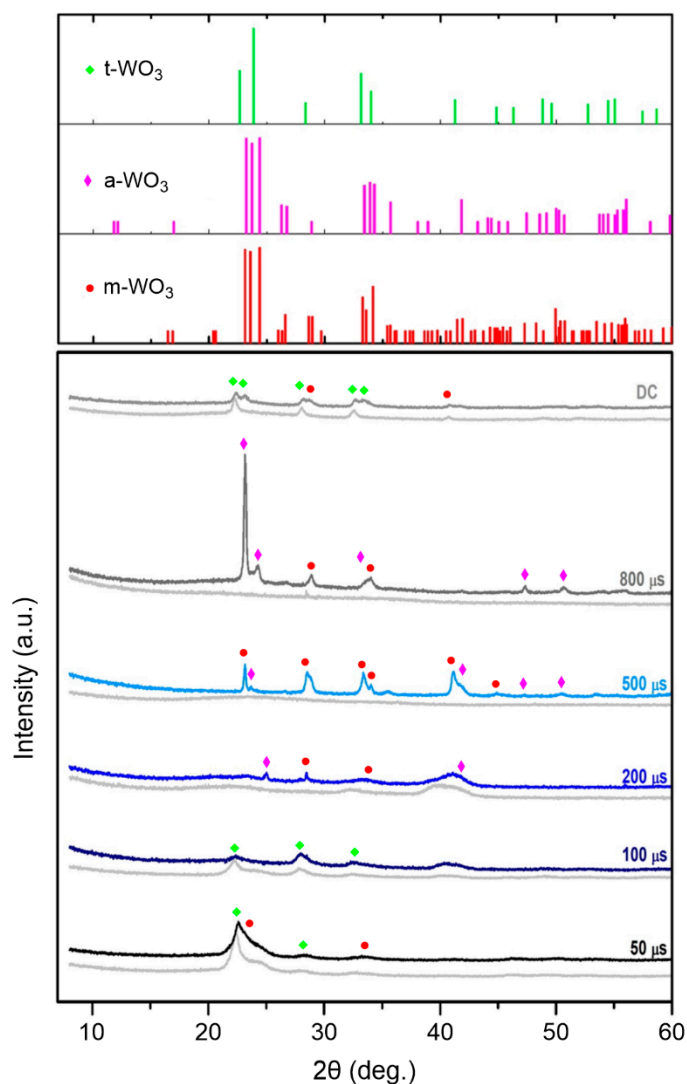 t-WO₃
a-WO₃
m-WO₃
DC
800 μs
500 μs
200 μs
100 μs
50 μs
Intensity (a.u.)
10 20 30 40 50 60
2θ (deg.)